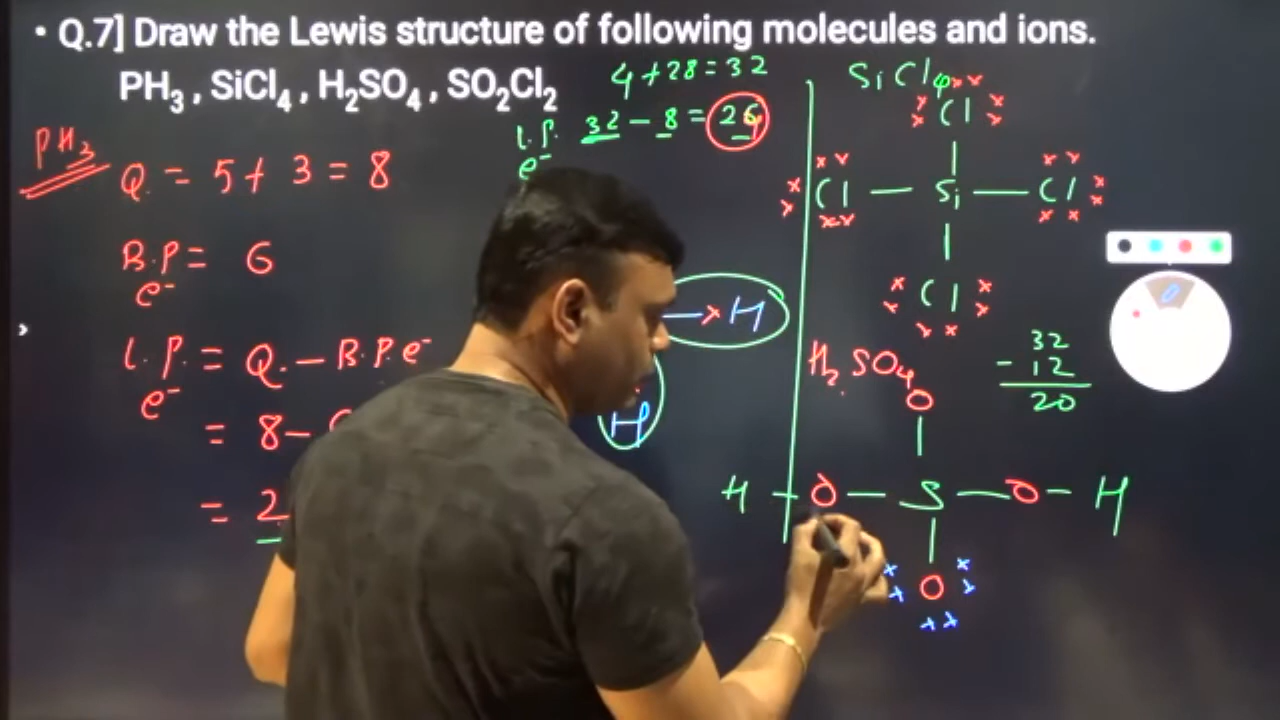 • Q.7] Draw the Lewis structure of following molecules and ions.
PH₃ , SiCl₄ , H₂SO₄ , SO₂Cl₂
PH₃
Q. = 5 + 3 = 8
B.P = 6
e⁻
L.P. = Q. – B.P.e⁻
e⁻
= 8 –
= 2
4 + 28 = 32
L.P. 32 – 8 = 24
e⁻
H
H
SiCl₄
Cl
Cl — Si — Cl
Cl
H₂SO₄
32
- 12
20
O
H – O — S — O – H
O